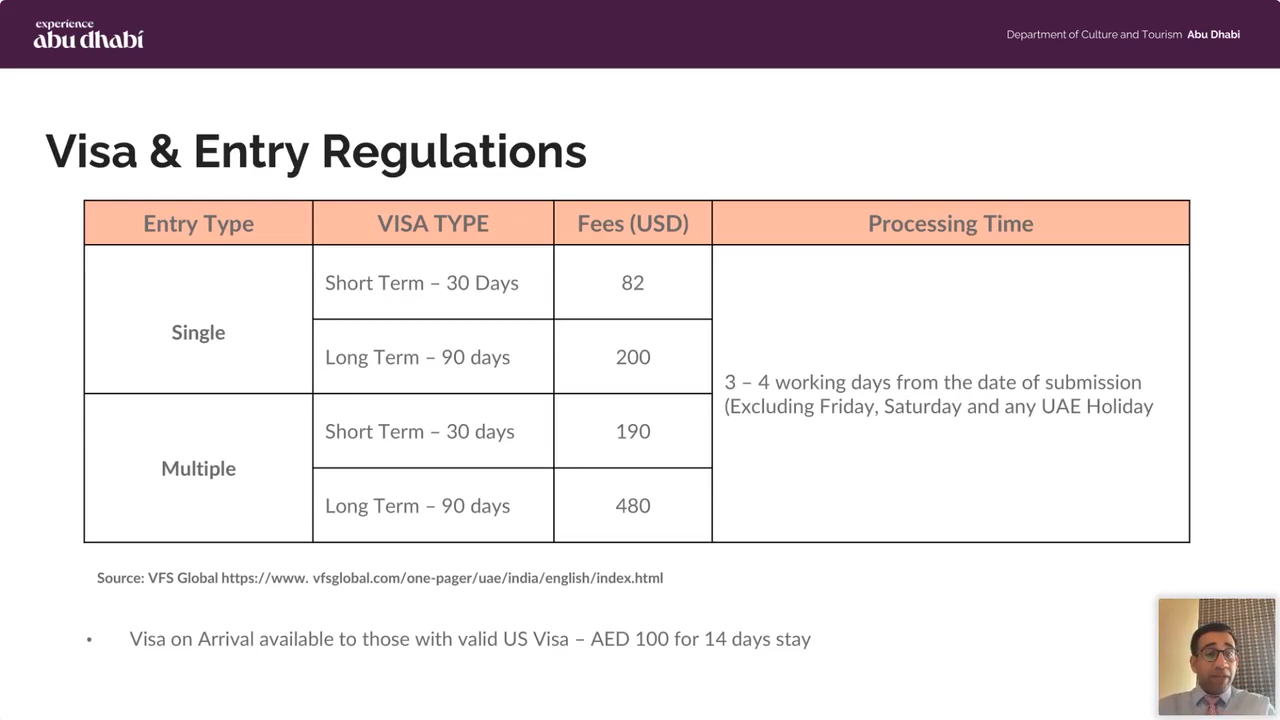 experience
abu dhabi
Department of Culture and Tourism Abu Dhabi
Visa & Entry Regulations
Entry Type VISA TYPE Fees (USD) Processing Time
Single
Short Term – 30 Days 82
Long Term – 90 days 200
Multiple
Short Term – 30 days 190
Long Term – 90 days 480
3 – 4 working days from the date of submission
(Excluding Friday, Saturday and any UAE Holiday
Source: VFS Global https://www. vfsglobal.com/one-pager/uae/india/english/index.html
• Visa on Arrival available to those with valid US Visa – AED 100 for 14 days stay